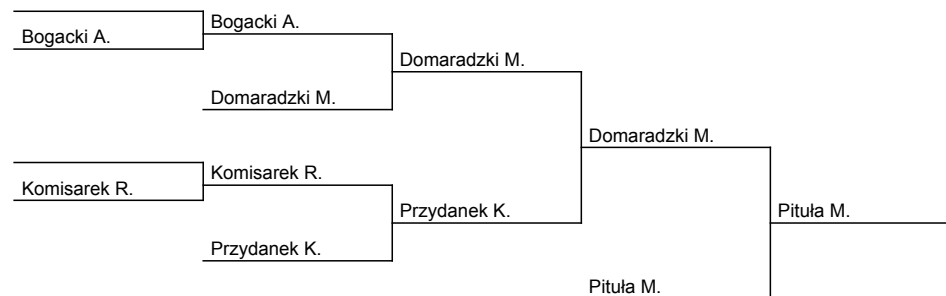 Bogacki A.
Bogacki A.
Domaradzki M.
Domaradzki M.
Domaradzki M.
Komisarek R.
Komisarek R.
Przydanek K.
Pituła M.
Przydanek K.
Pituła M.